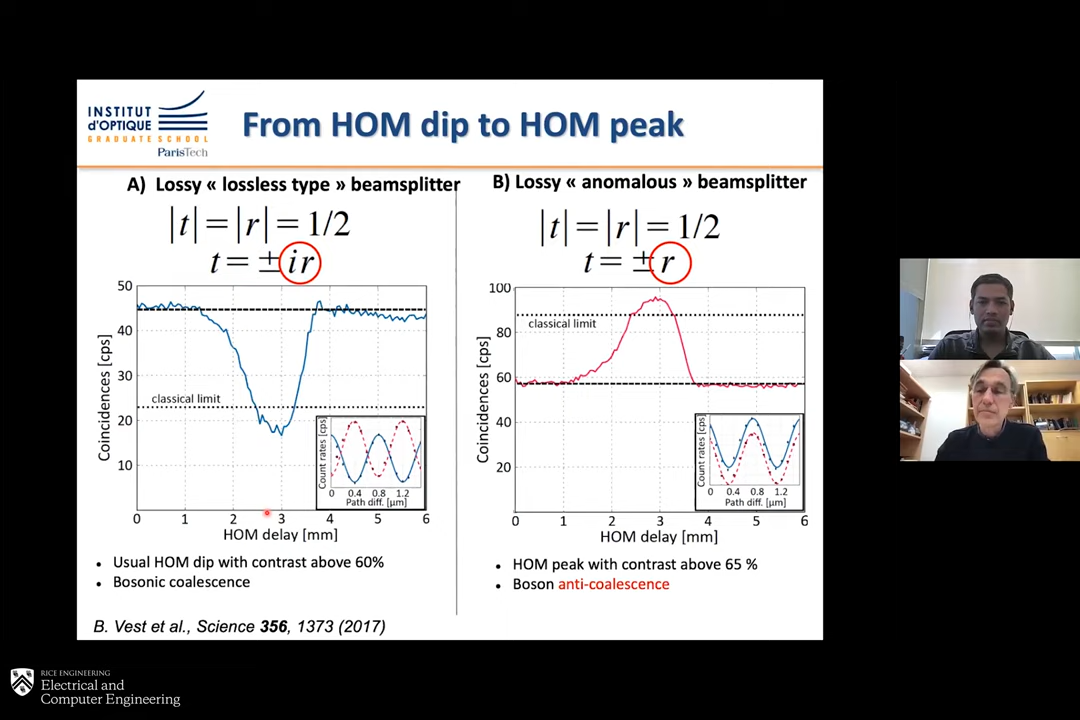 INSTITUT
d'OPTIQUE
GRADUATE SCHOOL
ParisTech
From HOM dip to HOM peak
A) Lossy « lossless type » beamsplitter
|t|=|r|=1/2
t= ±ir
50
40
30
20
10
Coincidences [cps]
classical limit
Count rates [cps]
0 0.4 0.8 1.2
Path diff. [µm]
0 1 2 3 4 5 6
HOM delay [mm]
• Usual HOM dip with contrast above 60%
• Bosonic coalescence
B) Lossy « anomalous » beamsplitter
|t|=|r|=1/2
t= ±r
100
80
60
40
20
Coincidences [cps]
classical limit
Count rates [cps]
0 0.4 0.8 1.2
Path diff. [µm]
0 1 2 3 4 5 6
HOM delay [mm]
• HOM peak with contrast above 65 %
• Boson anti-coalescence
B. Vest et al., Science 356, 1373 (2017)
RICE ENGINEERING
Electrical and
Computer Engineering